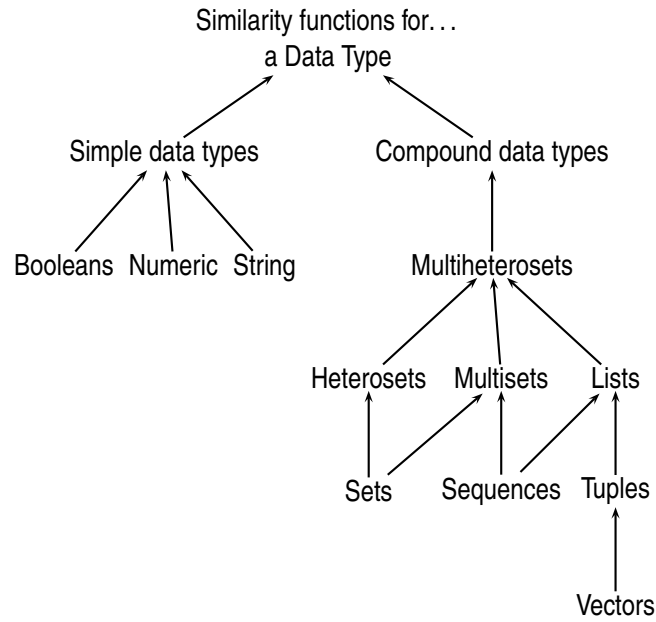 Similarity functions for...
a Data Type
Simple data types
Compound data types
Booleans
Numeric
String
Multiheterosets
Heterosets
Multisets
Lists
Sets
Sequences
Tuples
Vectors